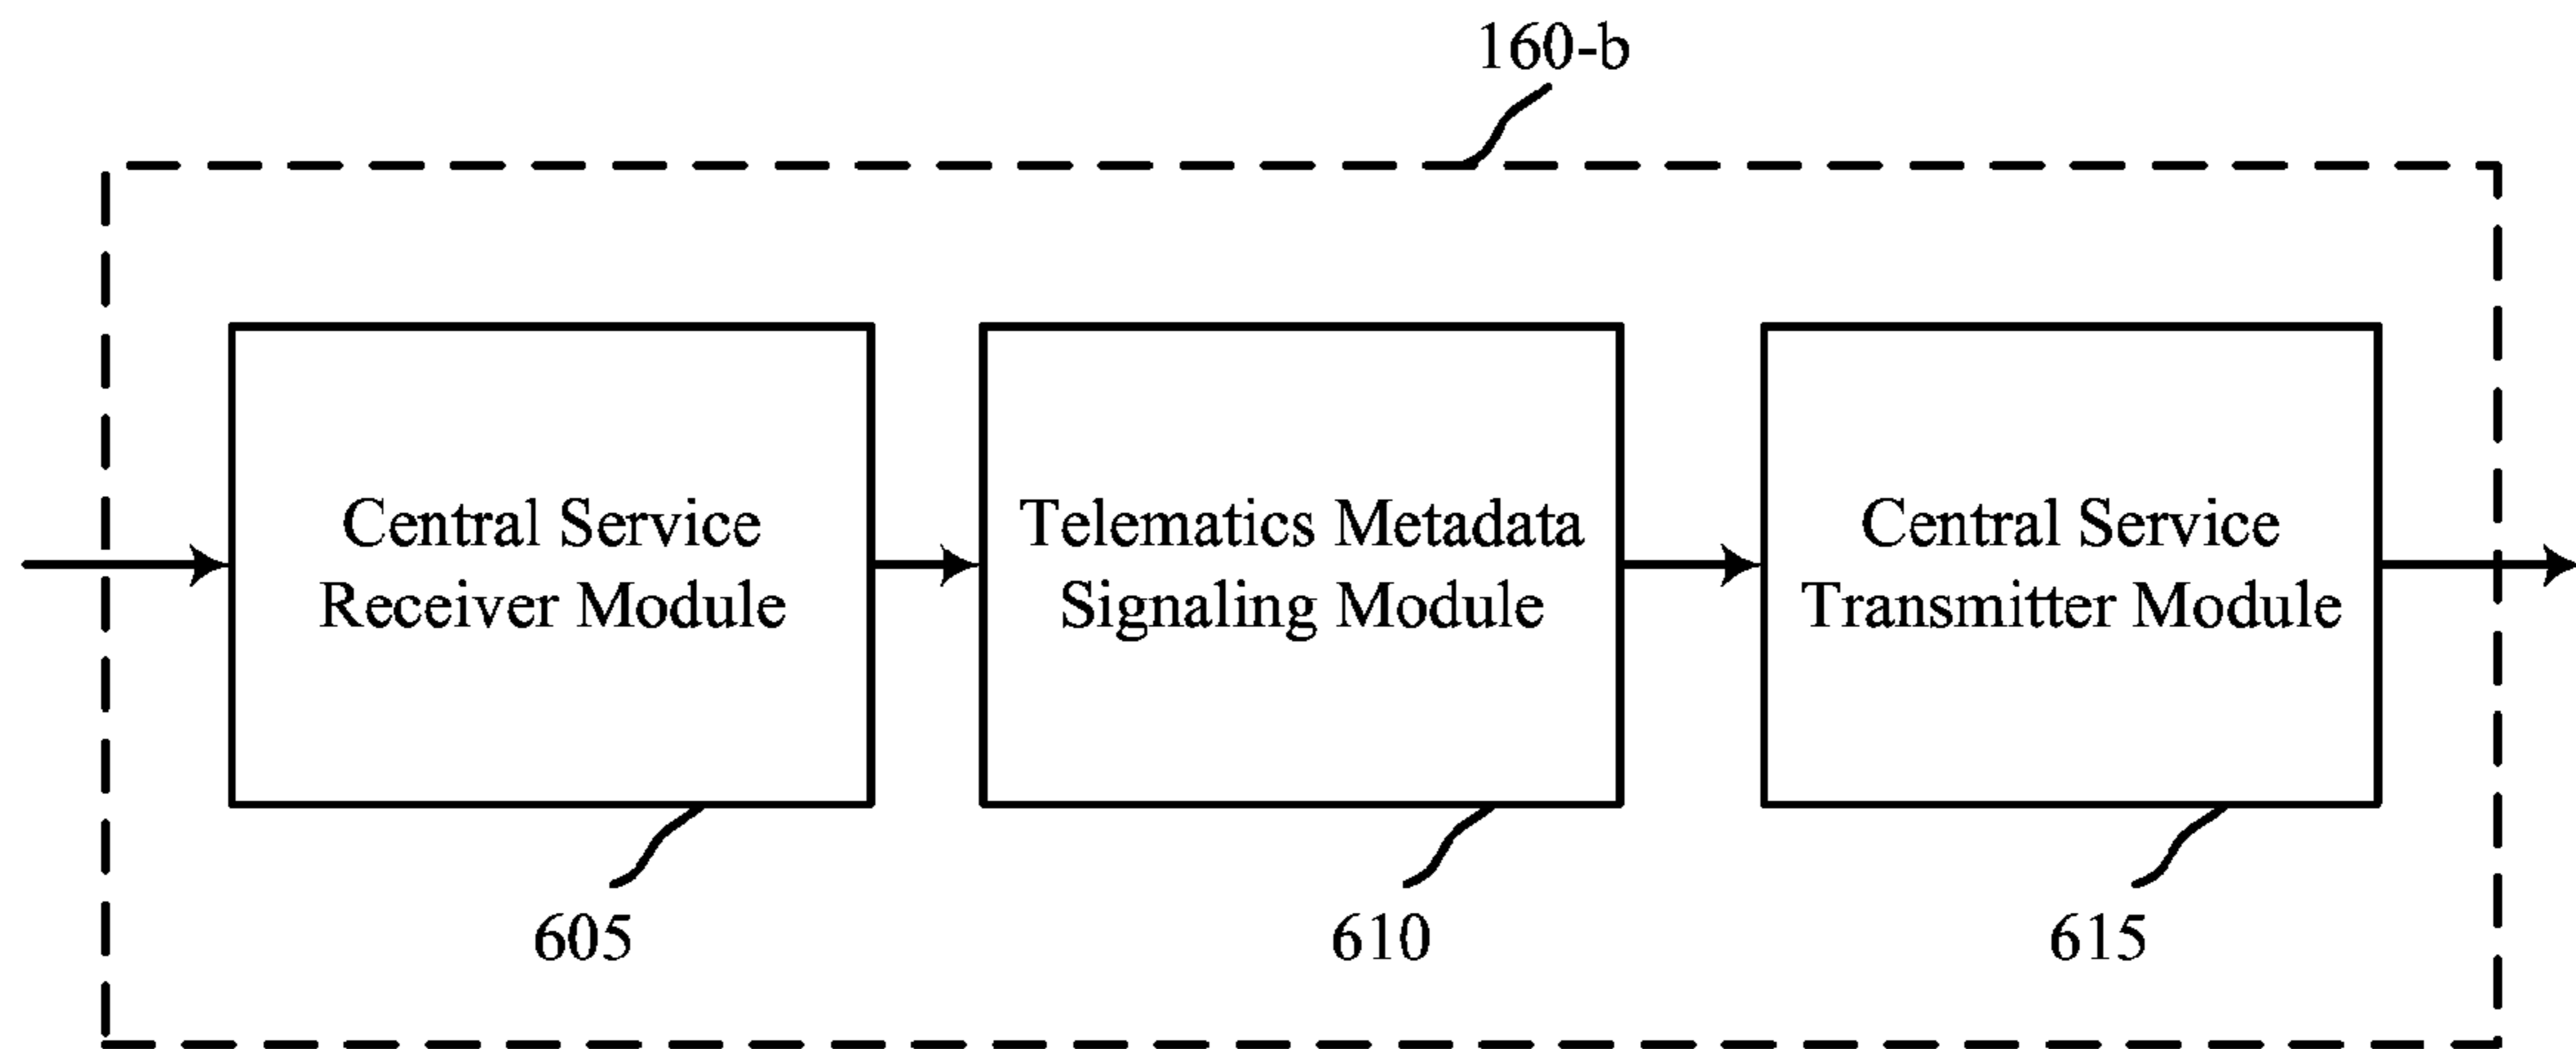 160-b
Central Service
Receiver Module
Telematics Metadata
Signaling Module
Central Service
Transmitter Module
605
610
615